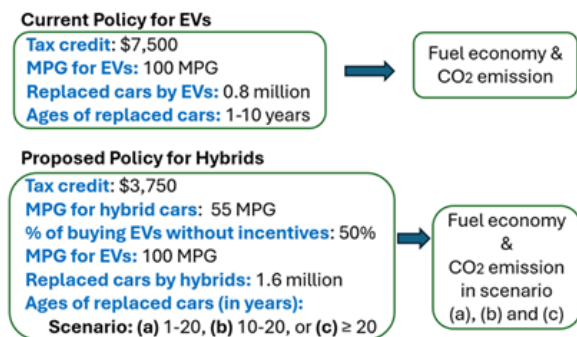 Current Policy for EVs
Tax credit: $7,500
MPG for EVs: 100 MPG
Replaced cars by EVs: 0.8 million
Ages of replaced cars: 1-10 years
Fuel economy &
CO2 emission
Proposed Policy for Hybrids
Tax credit: $3,750
MPG for hybrid cars: 55 MPG
% of buying EVs without incentives: 50%
MPG for EVs: 100 MPG
Replaced cars by hybrids: 1.6 million
Ages of replaced cars (in years):
Scenario: (a) 1-20, (b) 10-20, or (c) ≥ 20
Fuel economy
&
CO2 emission
in scenario
(a), (b) and (c)